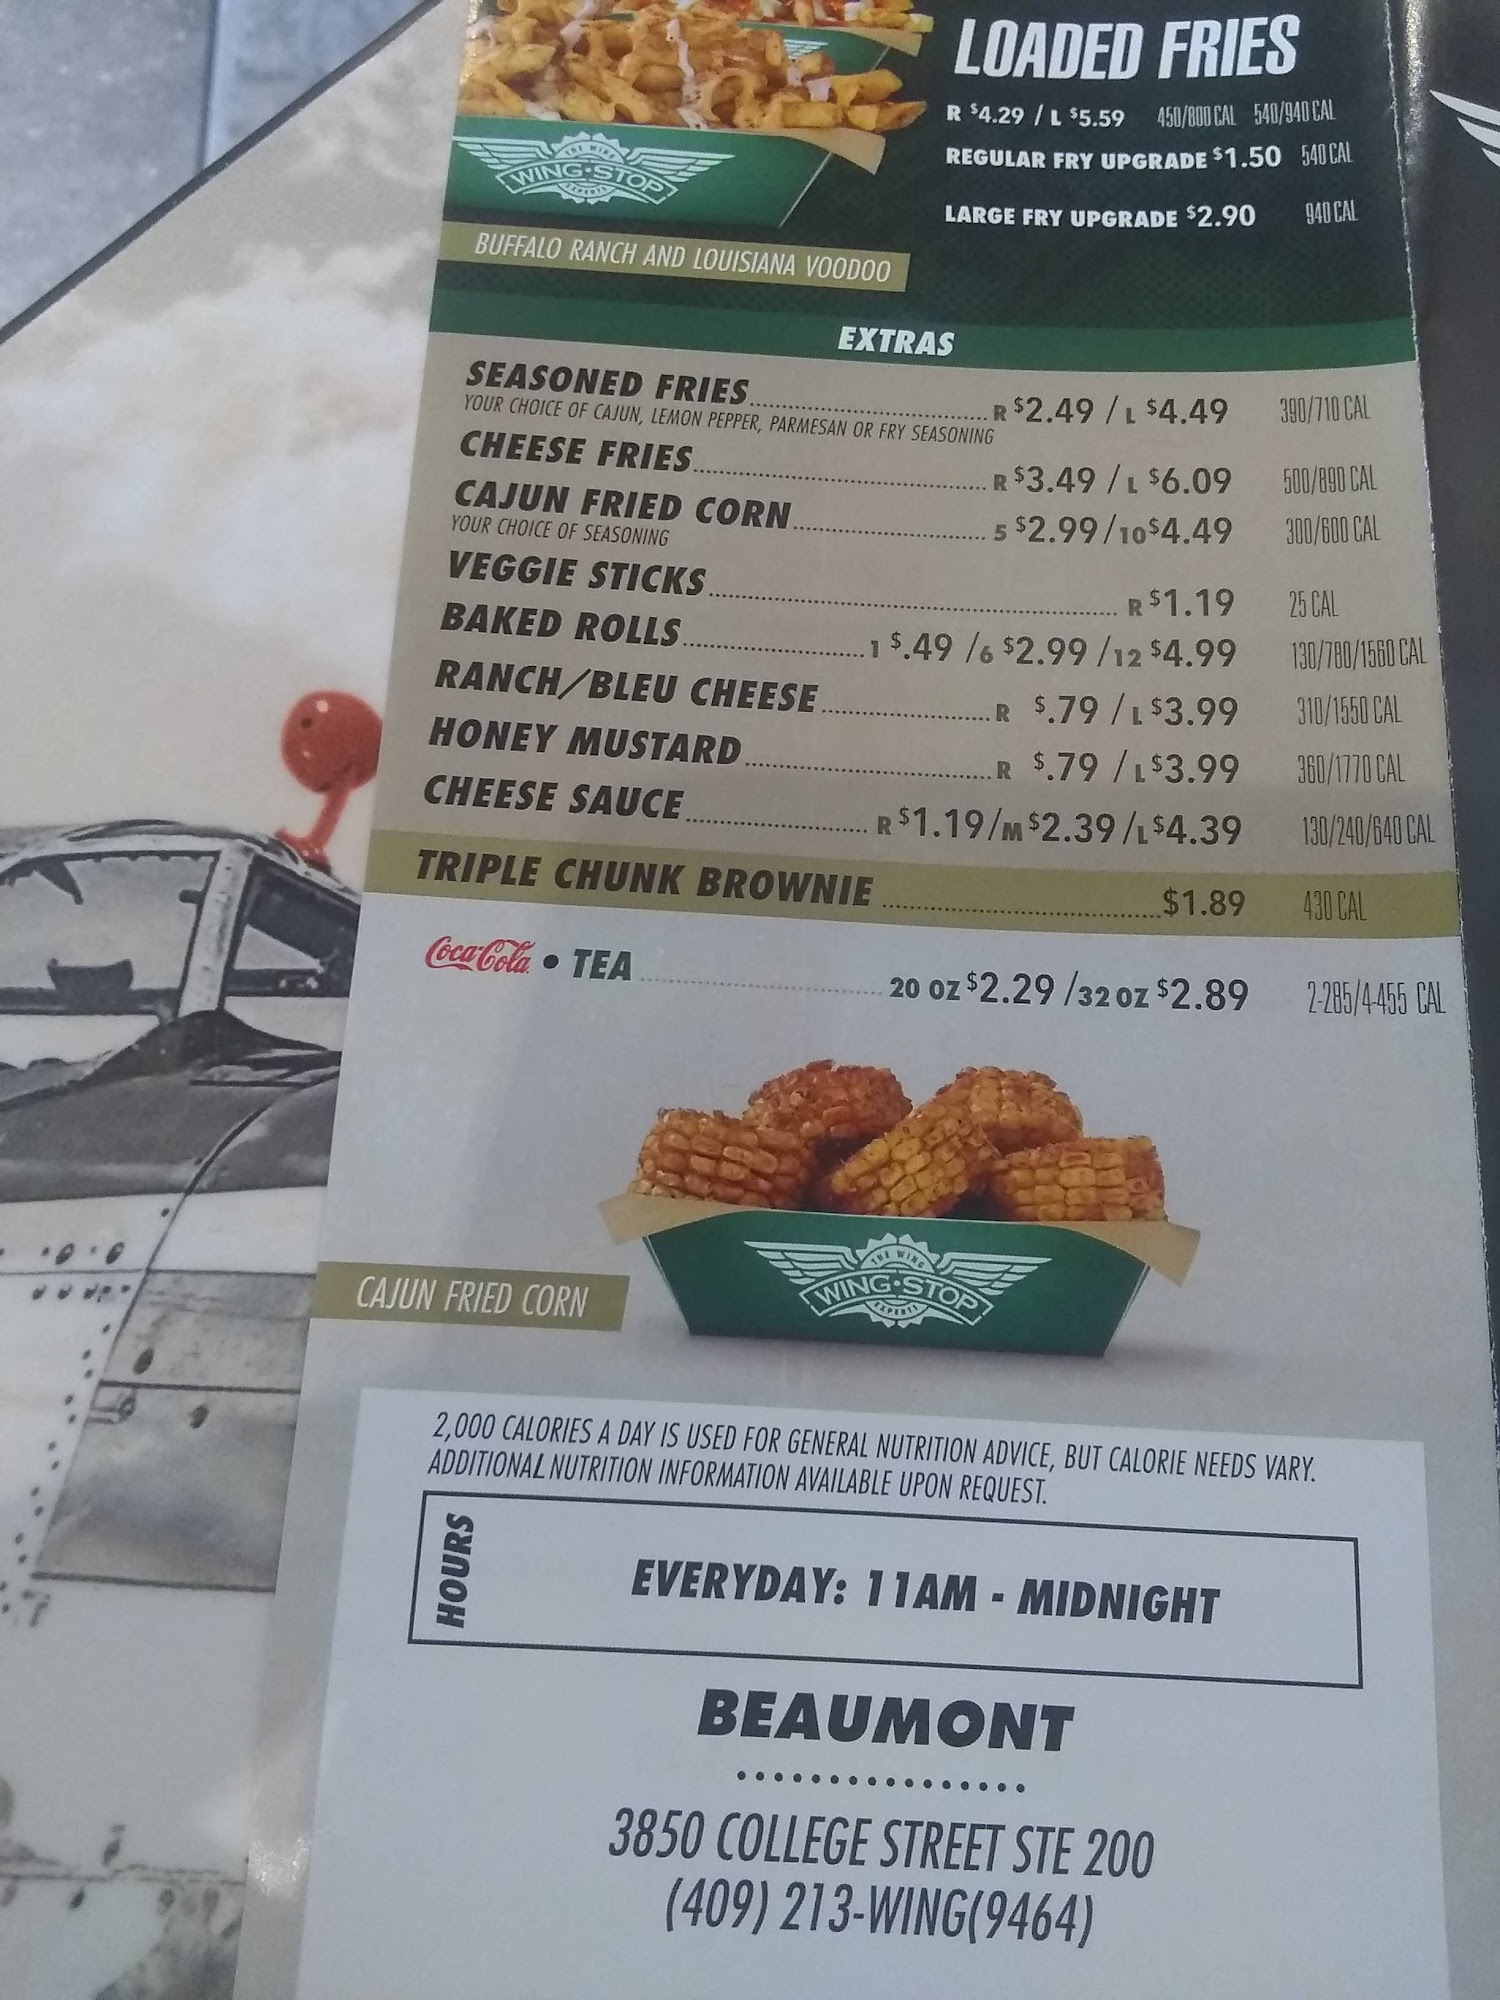 LOADED FRIES
R $4.29 / L $5.59 450/800 CAL 540/940 CAL
REGULAR FRY UPGRADE $1.50 540 CAL
LARGE FRY UPGRADE $2.90 940 CAL
THE WING
WING·STOP
EXPERTS
BUFFALO RANCH AND LOUISIANA VOODOO
EXTRAS
SEASONED FRIES R $2.49 / L $4.49 390/710 CAL
YOUR CHOICE OF CAJUN, LEMON PEPPER, PARMESAN OR FRY SEASONING
CHEESE FRIES R $3.49 / L $6.09 500/890 CAL
CAJUN FRIED CORN 5 $2.99/10 $4.49 300/600 CAL
YOUR CHOICE OF SEASONING
VEGGIE STICKS R $1.19 25 CAL
BAKED ROLLS 1 $.49 /6 $2.99 /12 $4.99 130/780/1560 CAL
RANCH/BLEU CHEESE R $.79 / L $3.99 310/1550 CAL
HONEY MUSTARD R $.79 / L $3.99 360/1770 CAL
CHEESE SAUCE R $1.19/M $2.39 /L $4.39 130/240/640 CAL
TRIPLE CHUNK BROWNIE $1.89 430 CAL
Coca-Cola • TEA 20 OZ $2.29 /32 OZ $2.89 2-285/4-455 CAL
THE WING
WING·STOP
EXPERTS
CAJUN FRIED CORN
2,000 CALORIES A DAY IS USED FOR GENERAL NUTRITION ADVICE, BUT CALORIE NEEDS VARY.
ADDITIONAL NUTRITION INFORMATION AVAILABLE UPON REQUEST.
HOURS
EVERYDAY: 11AM - MIDNIGHT
BEAUMONT
3850 COLLEGE STREET STE 200
(409) 213-WING(9464)